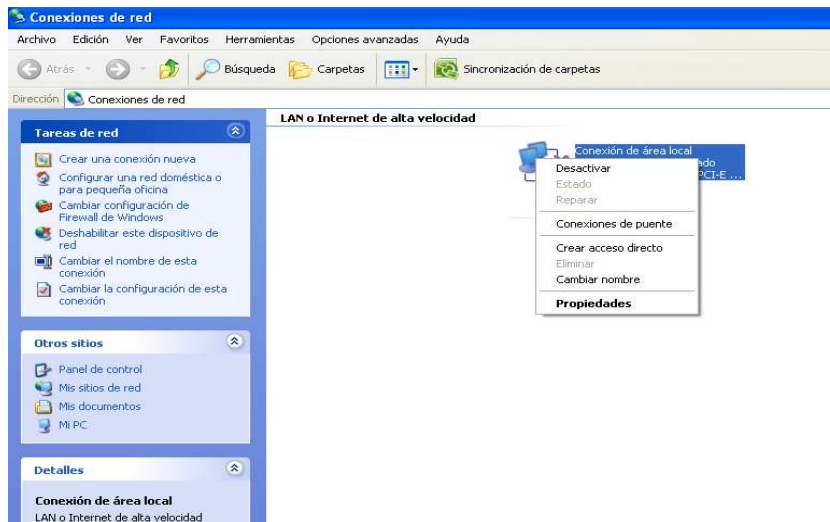 Conexiones de red
Archivo Edición Ver Favoritos Herramientas Opciones avanzadas Ayuda
Atrás Búsqueda Carpetas Sincronización de carpetas
Dirección Conexiones de red
Tareas de red
Crear una conexión nueva
Configurar una red doméstica o
para pequeña oficina
Cambiar configuración de
Firewall de Windows
Deshabilitar este dispositivo de
red
Cambiar el nombre de esta
conexión
Cambiar la configuración de esta
conexión
Otros sitios
Panel de control
Mis sitios de red
Mis documentos
Mi PC
Detalles
Conexión de área local
LAN o Internet de alta velocidad
LAN o Internet de alta velocidad
Conexión de área local
ado
PCI-E ...
Desactivar
Estado
Reparar
Conexiones de puente
Crear acceso directo
Eliminar
Cambiar nombre
Propiedades